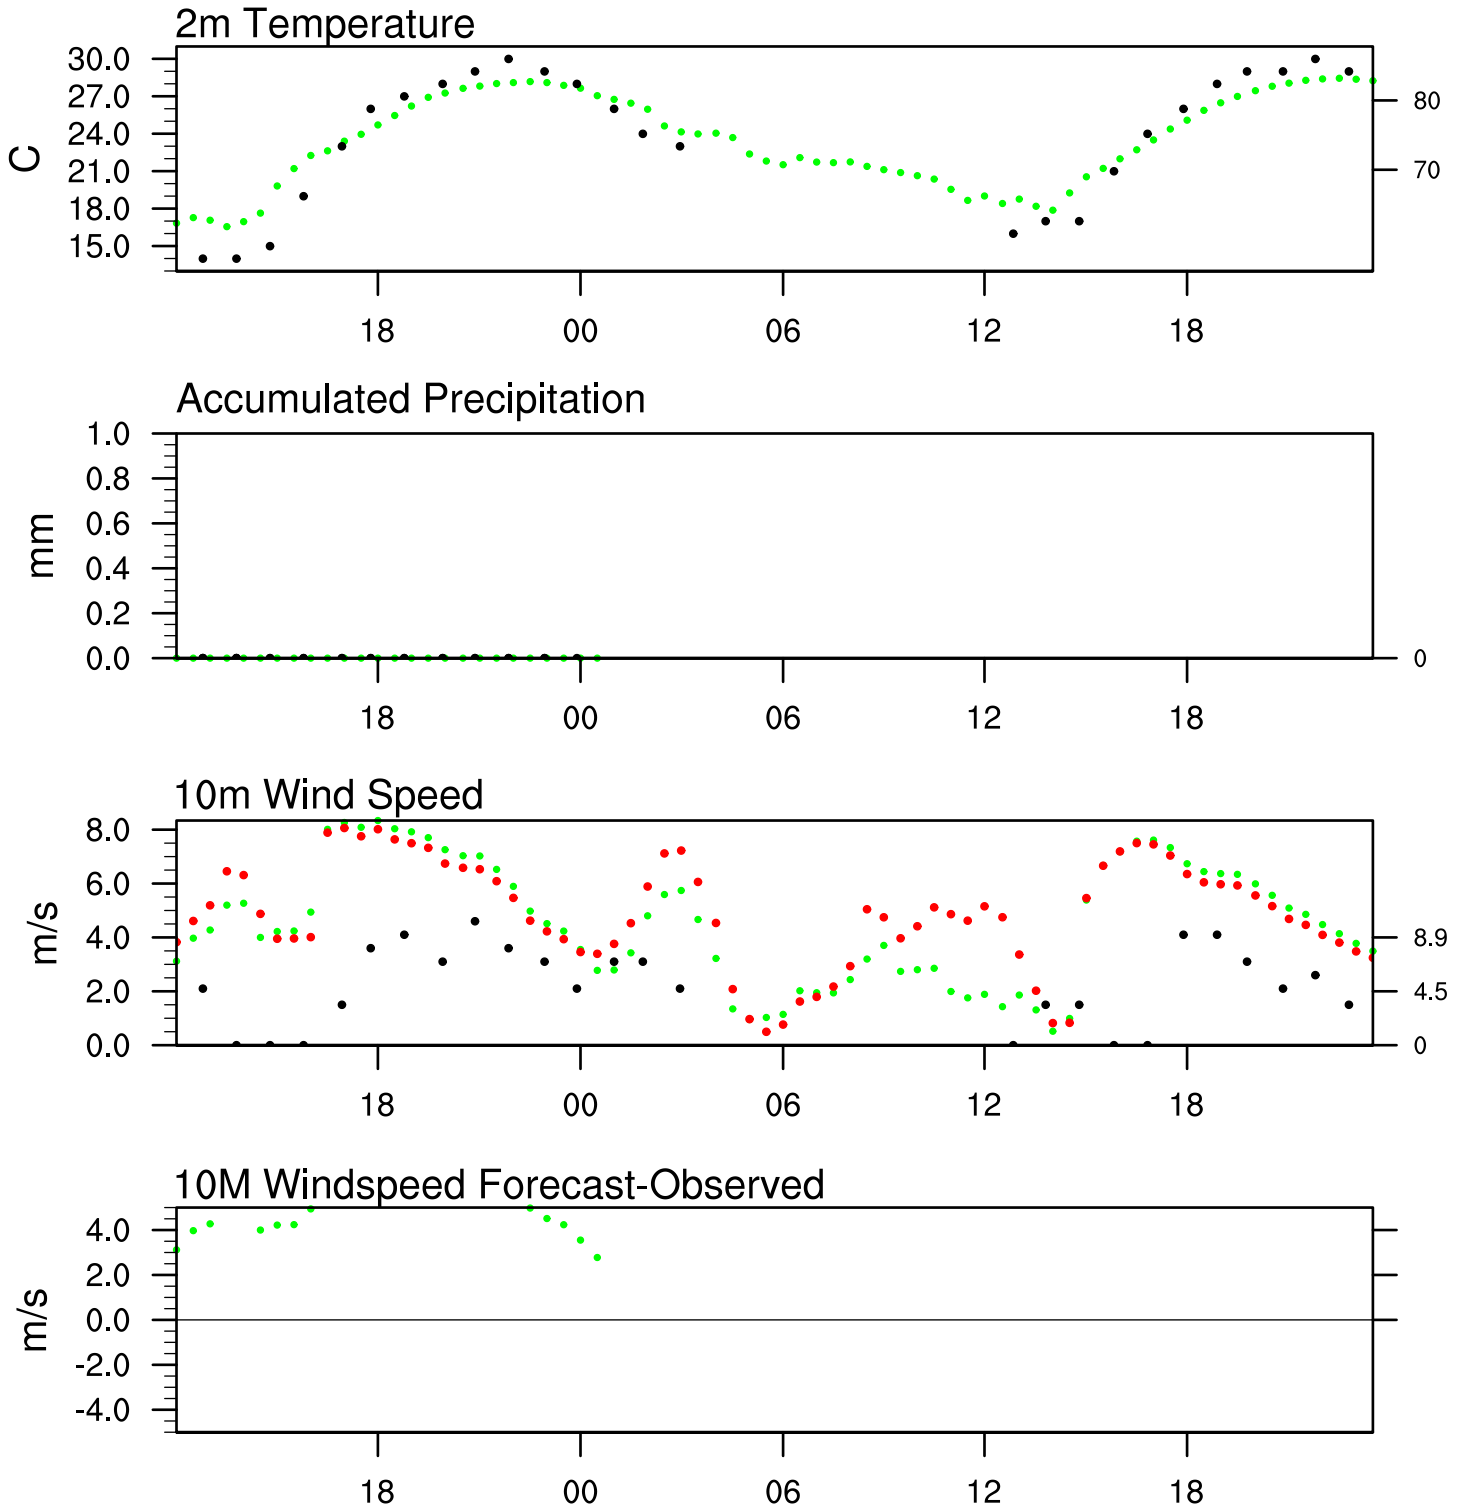 2m Temperature
30.0
27.0
24.0
21.0
18.0
15.0
C
80
70
18 00 06 12 18
Accumulated Precipitation
1.0
0.8
0.6
0.4
0.2
0.0
mm
0
18 00 06 12 18
10m Wind Speed
8.0
6.0
4.0
2.0
0.0
m/s
8.9
4.5
0
18 00 06 12 18
10M Windspeed Forecast-Observed
4.0
2.0
0.0
-2.0
-4.0
m/s
18 00 06 12 18